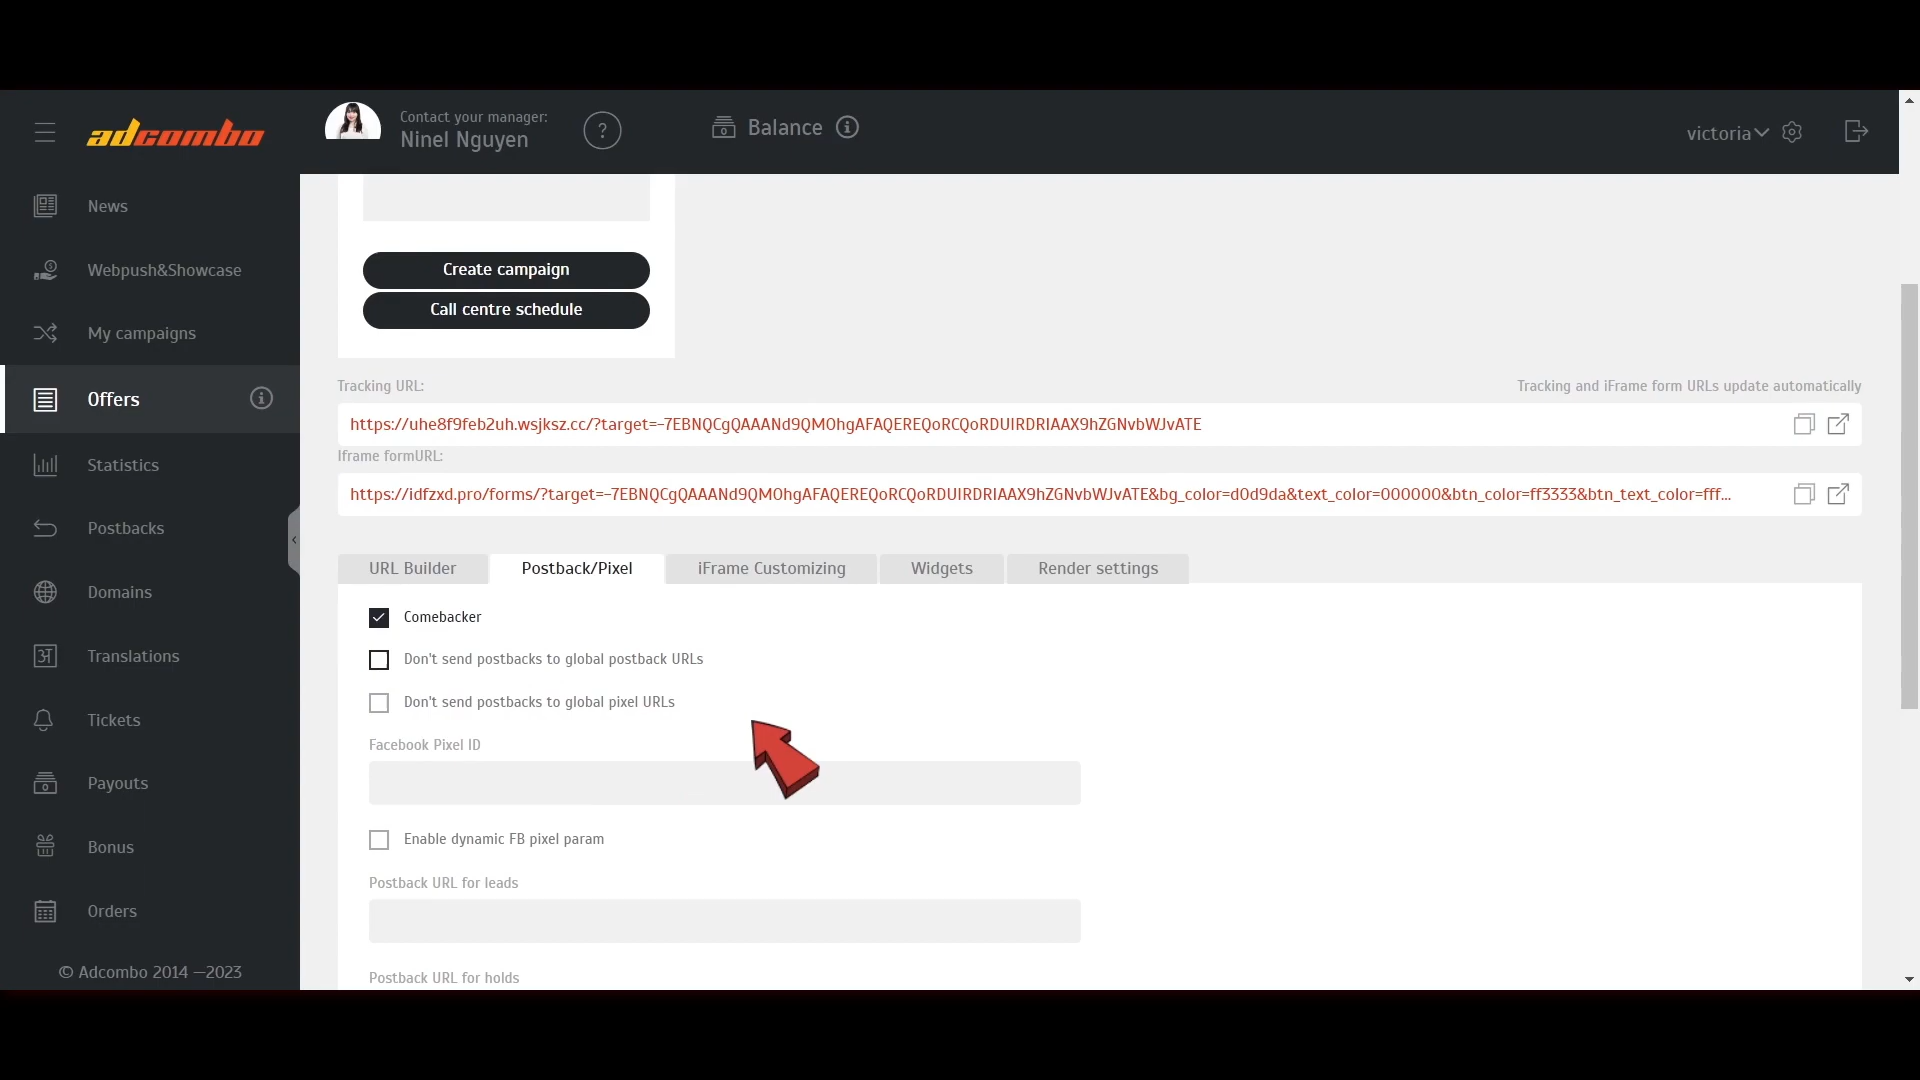 adcombo
Contact your manager:
Ninel Nguyen
?
Balance
victoria
News
Webpush&Showcase
My campaigns
Offers
Statistics
Postbacks
Domains
Translations
Tickets
Payouts
Bonus
Orders
© Adcombo 2014 —2023
Create campaign
Call centre schedule
Tracking URL:
Tracking and iFrame form URLs update automatically
https://uhe8f9feb2uh.wsjksz.cc/?target=-7EBNQCgQAAANd9QMOhgAFAQEREQoRCQoRDUIRDRIAAX9hZGNvbWJvATE
Iframe formURL:
https://idfzxd.pro/forms/?target=-7EBNQCgQAAANd9QMOhgAFAQEREQoRCQoRDUIRDRIAAX9hZGNvbWJvATE&bg_color=d0d9da&text_color=000000&btn_color=ff3333&btn_text_color=fff...
URL Builder
Postback/Pixel
iFrame Customizing
Widgets
Render settings
Comebacker
Don't send postbacks to global postback URLs
Don't send postbacks to global pixel URLs
Facebook Pixel ID
Enable dynamic FB pixel param
Postback URL for leads
Postback URL for holds